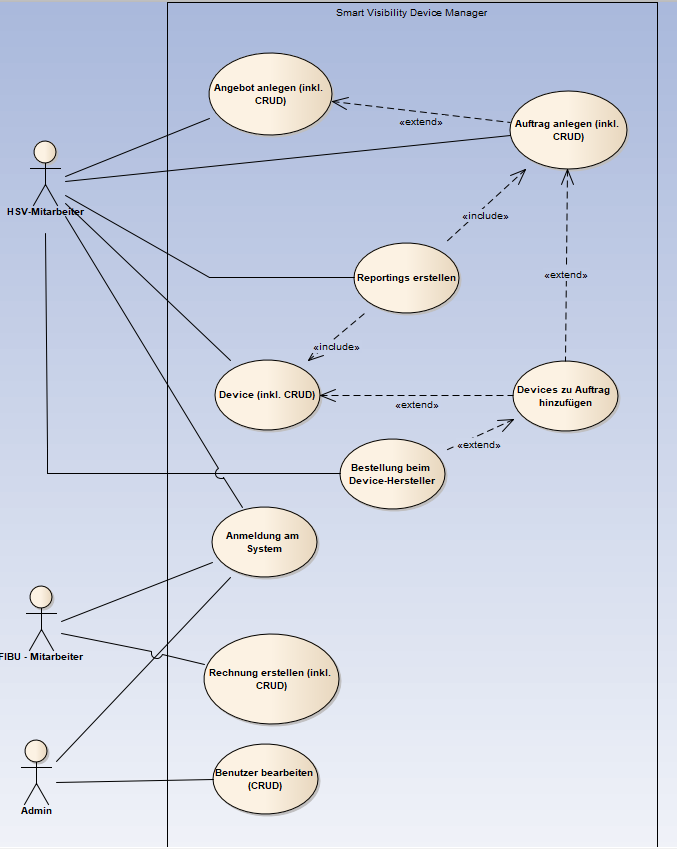 Smart Visibility Device Manager
Angebot anlegen (inkl.
CRUD)
Auftrag anlegen (inkl.
CRUD)
«extend»
HSV-Mitarbeiter
«include»
Reportings erstellen
«extend»
«include»
Device (inkl. CRUD)
Devices zu Auftrag
hinzufügen
«extend»
«extend»
Bestellung beim
Device-Hersteller
Anmeldung am
System
FIBU - Mitarbeiter
Rechnung erstellen (inkl.
CRUD)
Benutzer bearbeiten
(CRUD)
Admin